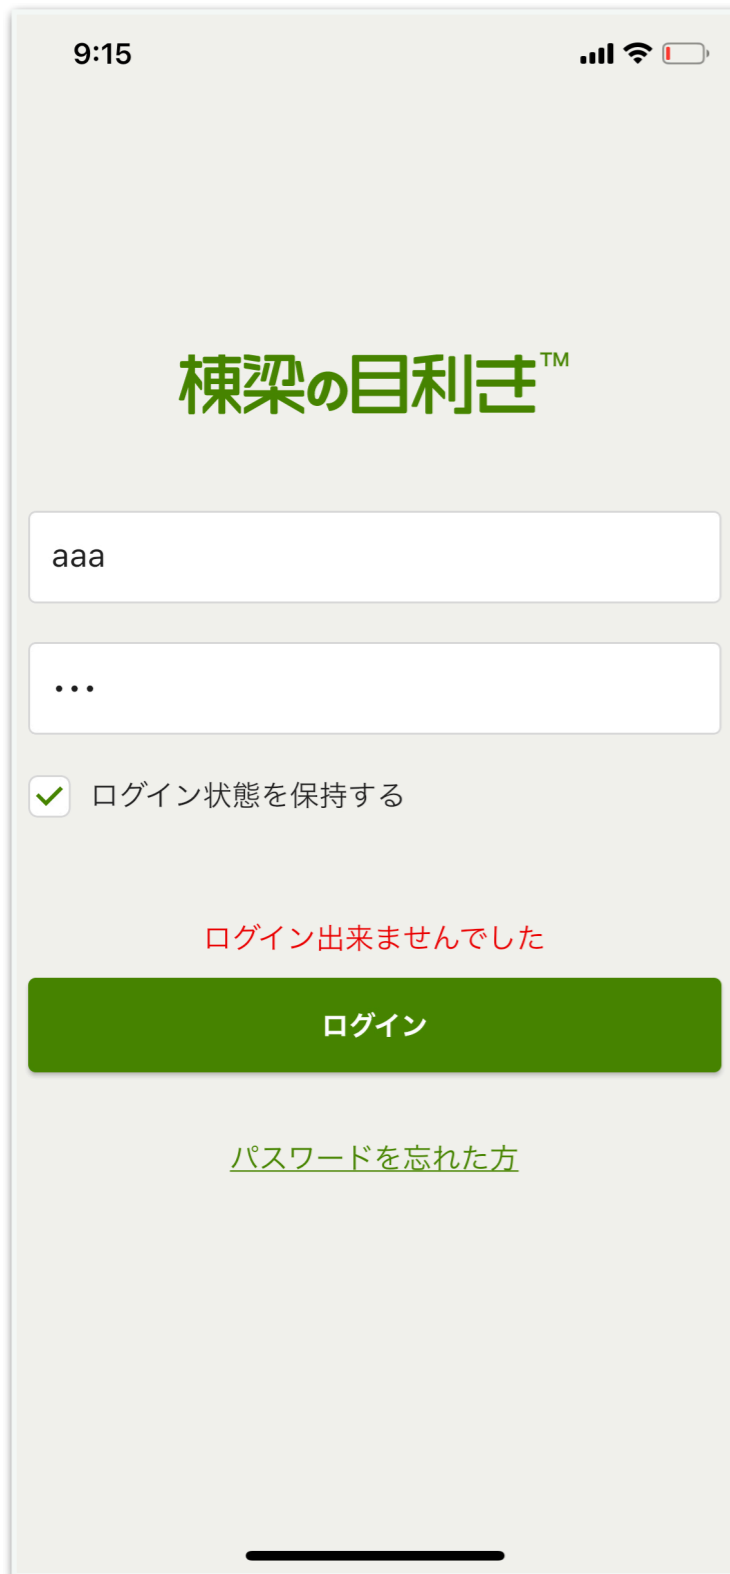 9:15
棟梁の目利き™
aaa
•••
ログイン状態を保持する
ログイン出来ませんでした
ログイン
パスワードを忘れた方